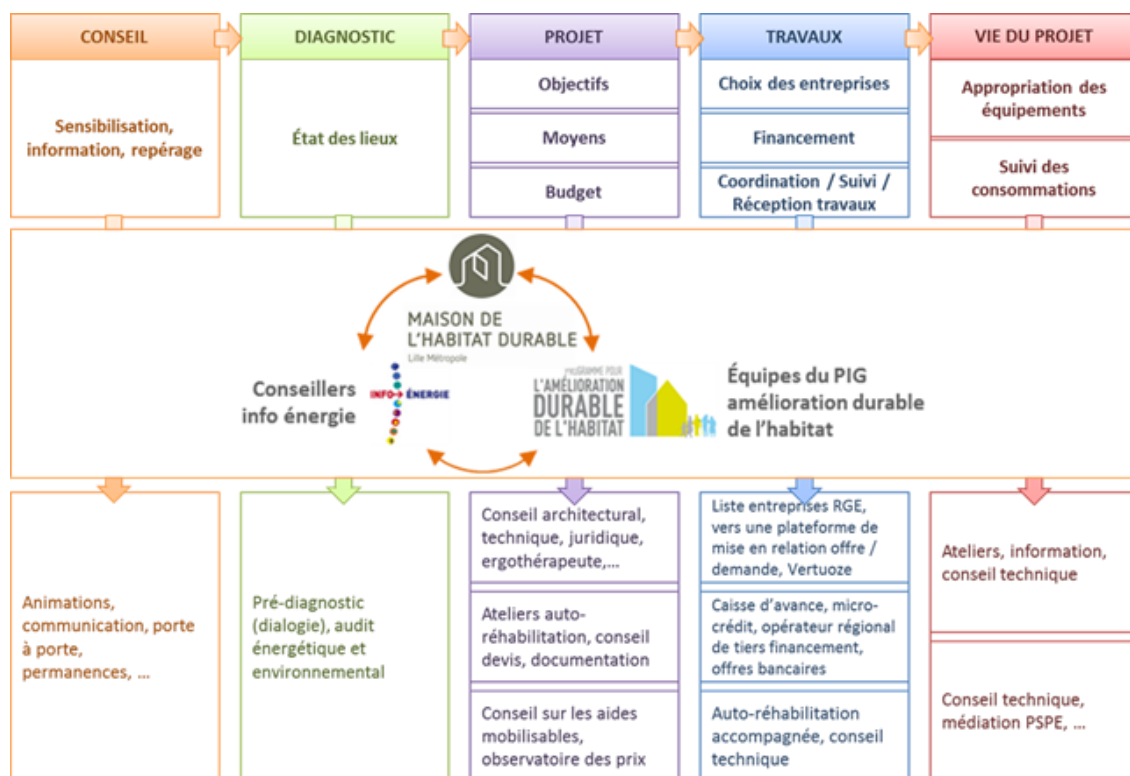 CONSEIL
DIAGNOSTIC
PROJET
TRAVAUX
VIE DU PROJET
Sensibilisation,
information, repérage
État des lieux
Objectifs
Moyens
Budget
Choix des entreprises
Financement
Coordination / Suivi /
Réception travaux
Appropriation des
équipements
Suivi des
consommations
MAISON DE
L'HABITAT DURABLE
Lille Métropole
Conseillers
info énergie
INFO→ÉNERGIE
PROGRAMME POUR
L'AMÉLIORATION
DURABLE
DE L'HABITAT
Équipes du PIG
amélioration durable
de l'habitat
Animations,
communication, porte
à porte,
permanences, ...
Pré-diagnostic
(dialogie), audit
énergétique et
environnemental
Conseil architectural,
technique, juridique,
ergothérapeute,...
Ateliers auto-
réhabilitation, conseil
devis, documentation
Conseil sur les aides
mobilisables,
observatoire des prix
Liste entreprises RGE,
vers une plateforme de
mise en relation offre /
demande, Vertuoze
Caisse d'avance, micro-
crédit, opérateur régional
de tiers financement,
offres bancaires
Auto-réhabilitation
accompagnée, conseil
technique
Ateliers, information,
conseil technique
Conseil technique,
médiation PSPE, ...